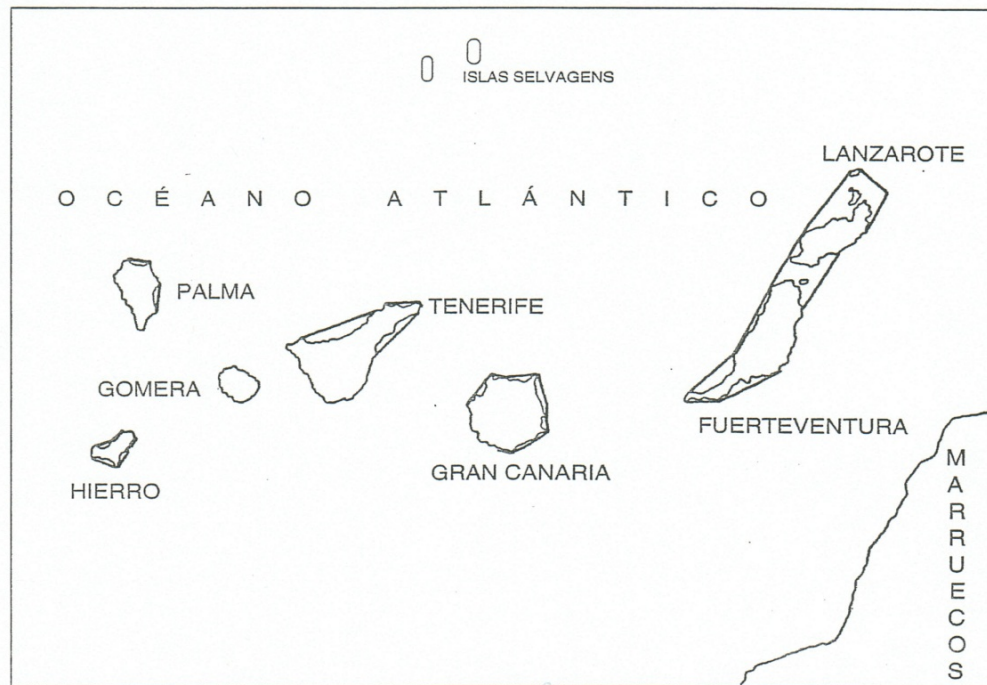 ISLAS SELVAGENS
LANZAROTE
OCÉANO ATLÁNTICO
PALMA
TENERIFE
GOMERA
FUERTEVENTURA
GRAN CANARIA
HIERRO
MARRUECOS